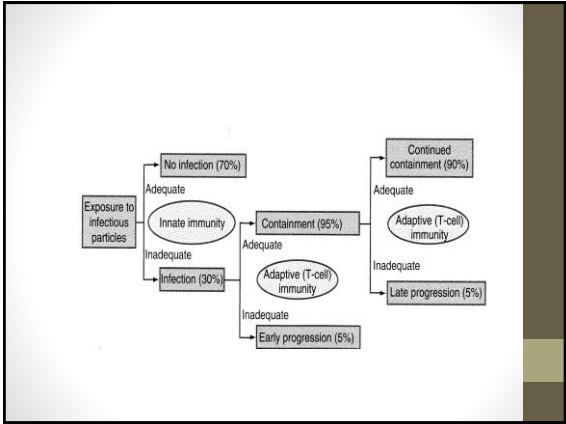 No infection (70%)
Adequate
Exposure to
infectious
particles
Innate immunity
Inadequate
Infection (30%)
Containment (95%)
Adequate
Adaptive (T-cell)
immunity
Inadequate
Early progression (5%)
Continued
containment (90%)
Adequate
Adaptive (T-cell)
immunity
Inadequate
Late progression (5%)